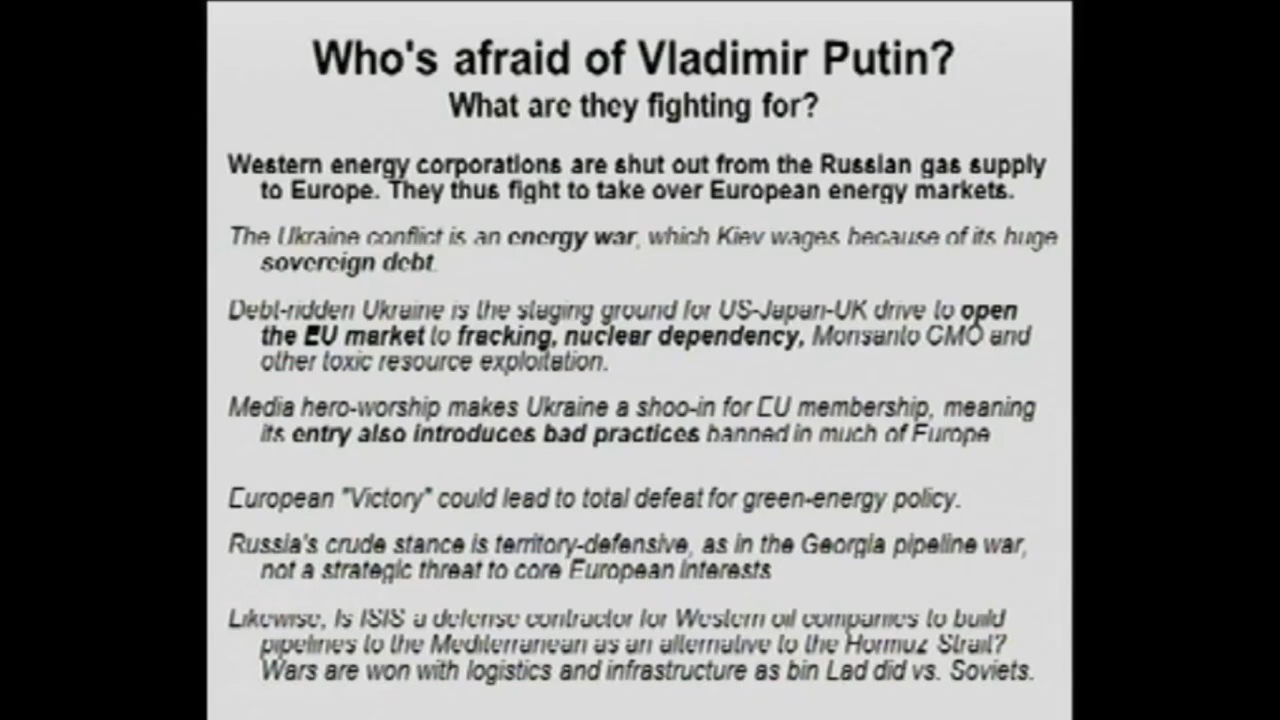 Who's afraid of Vladimir Putin?
What are they fighting for?
Western energy corporations are shut out from the Russian gas supply
to Europe. They thus fight to take over European energy markets.
The Ukraine conflict is an energy war, which Kiev wages because of its huge
sovereign debt.
Debt-ridden Ukraine is the staging ground for US-Japan-UK drive to open
the EU market to fracking, nuclear dependency, Monsanto GMO and
other toxic resource exploitation.
Media hero-worship makes Ukraine a shoo-in for EU membership, meaning
its entry also introduces bad practices banned in much of Europe
European "Victory" could lead to total defeat for green-energy policy.
Russia's crude stance is territory-defensive, as in the Georgia pipeline war,
not a strategic threat to core European interests
Likewise, Is ISIS a defense contractor for Western oil companies to build
pipelines to the Mediterranean as an alternative to the Hormuz Strait?
Wars are won with logistics and infrastructure as bin Lad did vs. Soviets.